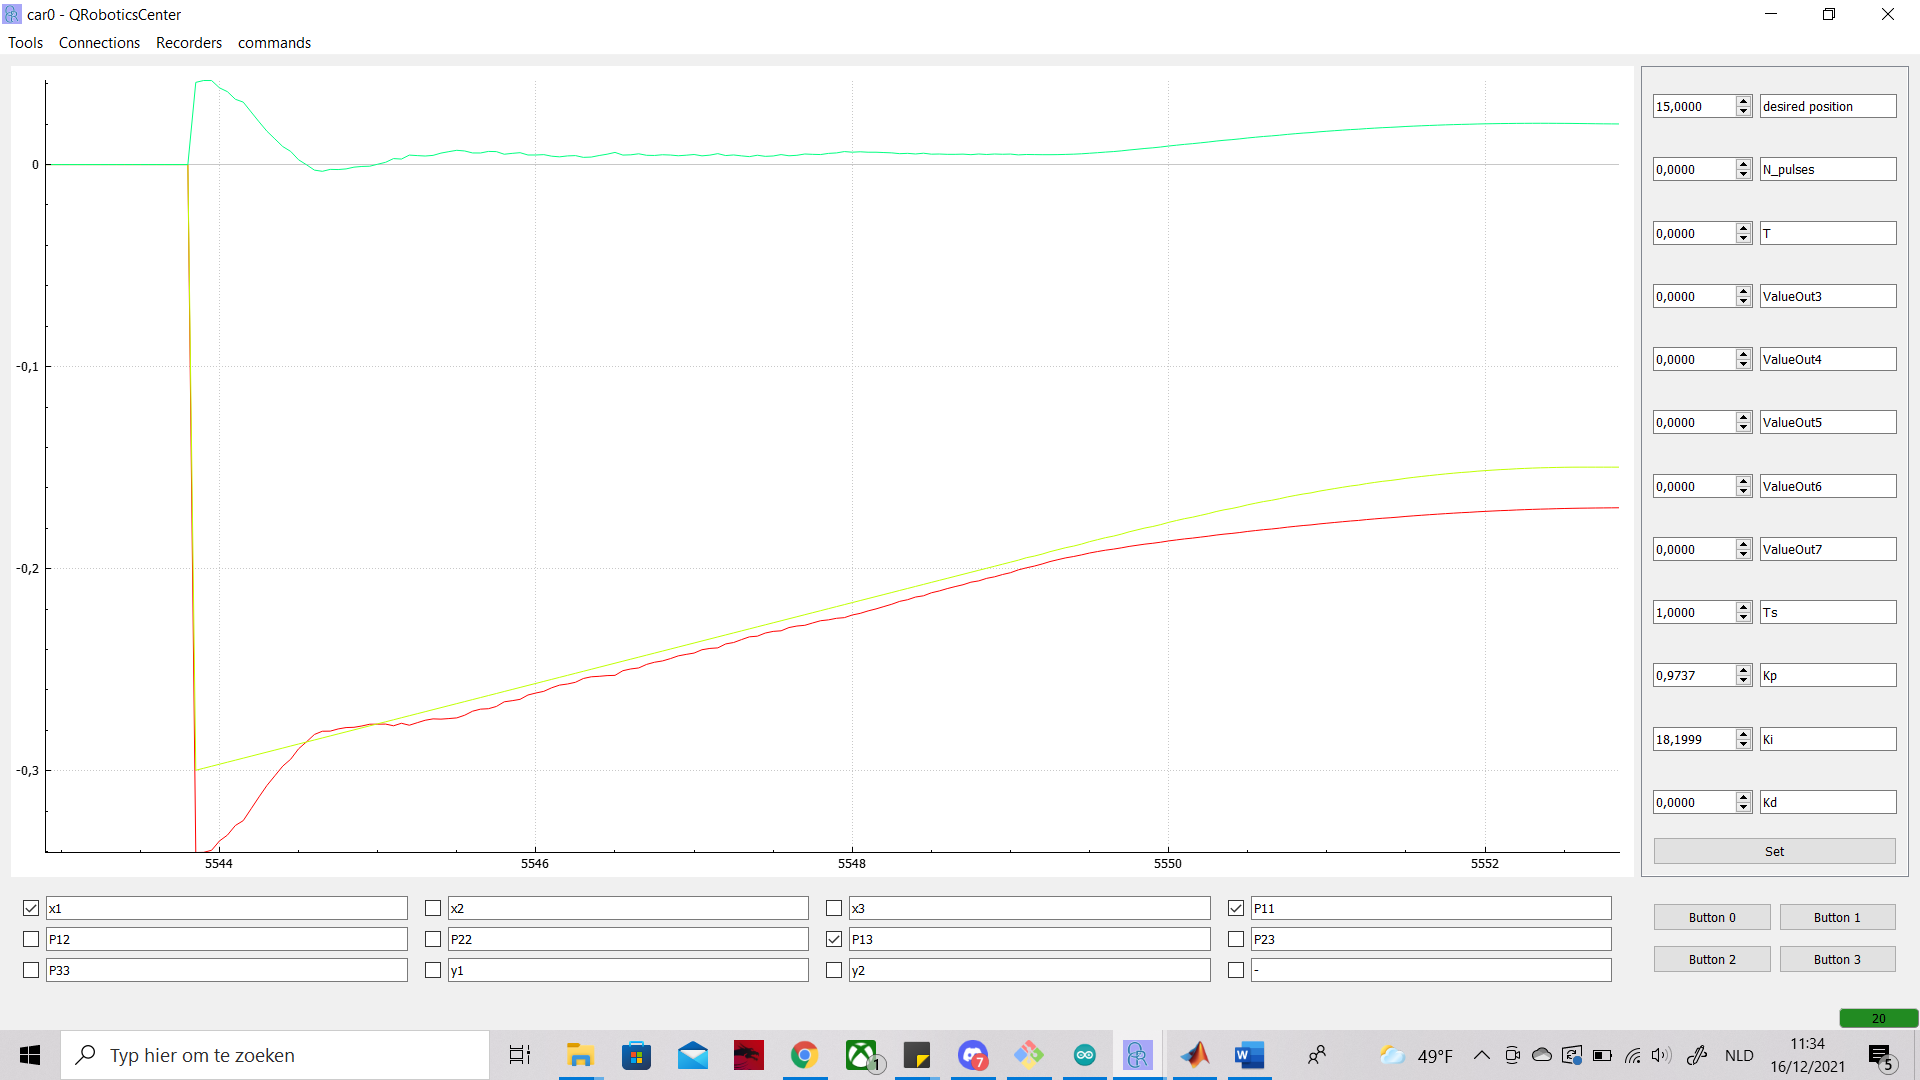 car0 - QRoboticsCenter
Tools Connections Recorders commands
0
-0,1
-0,2
-0,3
5544 5546 5548 5550 5552
15,0000 desired position
0,0000 N_pulses
0,0000 T
0,0000 ValueOut3
0,0000 ValueOut4
0,0000 ValueOut5
0,0000 ValueOut6
0,0000 ValueOut7
1,0000 Ts
0,9737 Kp
18,1999 Ki
0,0000 Kd
Set
x1 x2 x3 P11
P12 P22 P13 P23
P33 y1 y2 -
Button 0 Button 1
Button 2 Button 3
20
Typ hier om te zoeken
1
7
49°F
NLD
11:34
16/12/2021
5